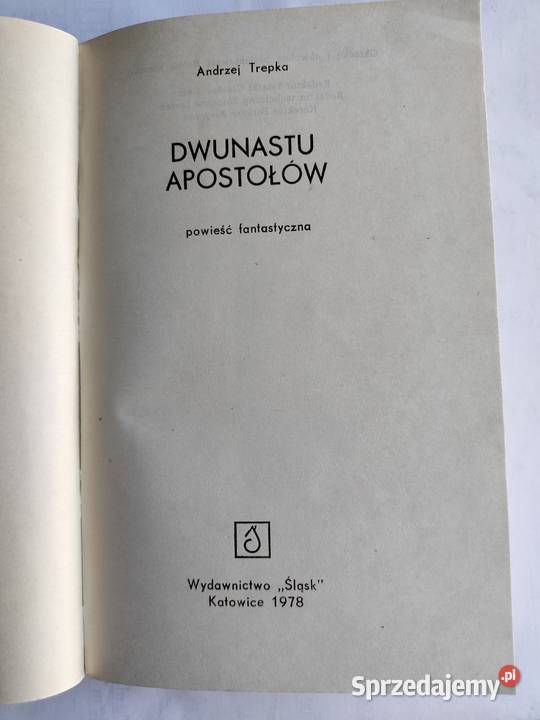 Andrzej Trepka
DWUNASTU
APOSTOŁÓW
powieść fantastyczna
Wydawnictwo „Śląsk"
Katowice 1978
Sprzedajemy.pl